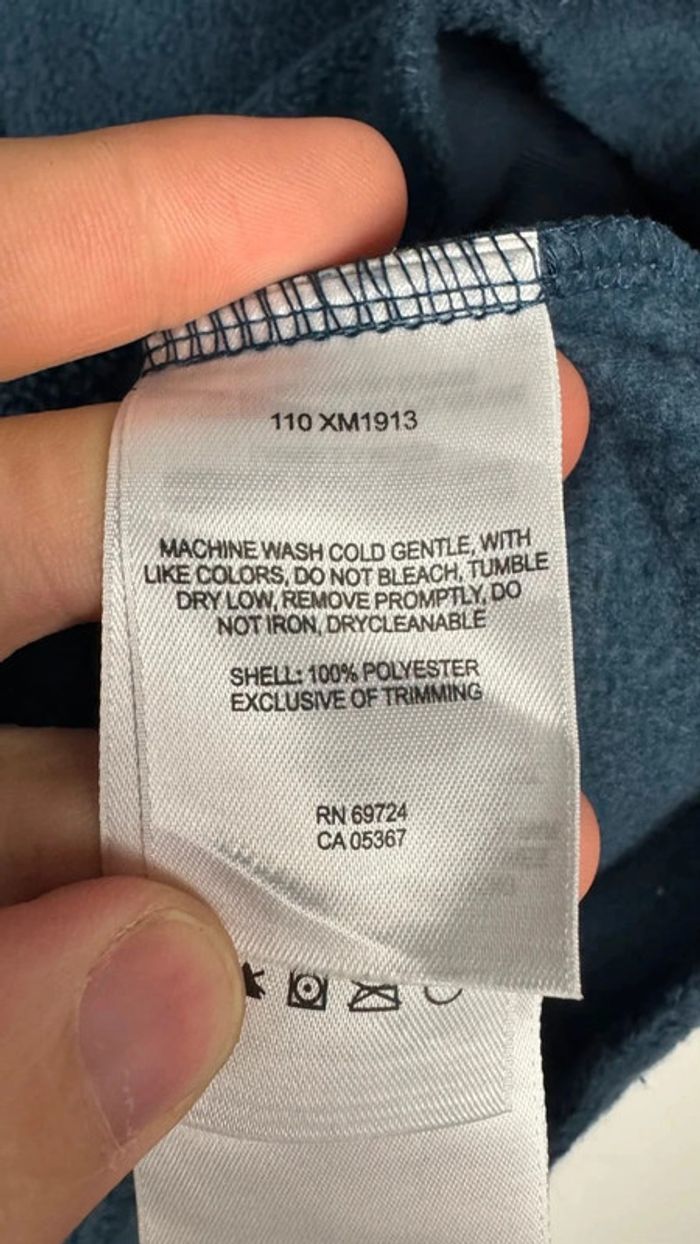 110 XM1913
MACHINE WASH COLD GENTLE, WITH
LIKE COLORS, DO NOT BLEACH, TUMBLE
DRY LOW, REMOVE PROMPTLY, DO
NOT IRON, DRYCLEANABLE
SHELL: 100% POLYESTER
EXCLUSIVE OF TRIMMING
RN 69724
CA 05367